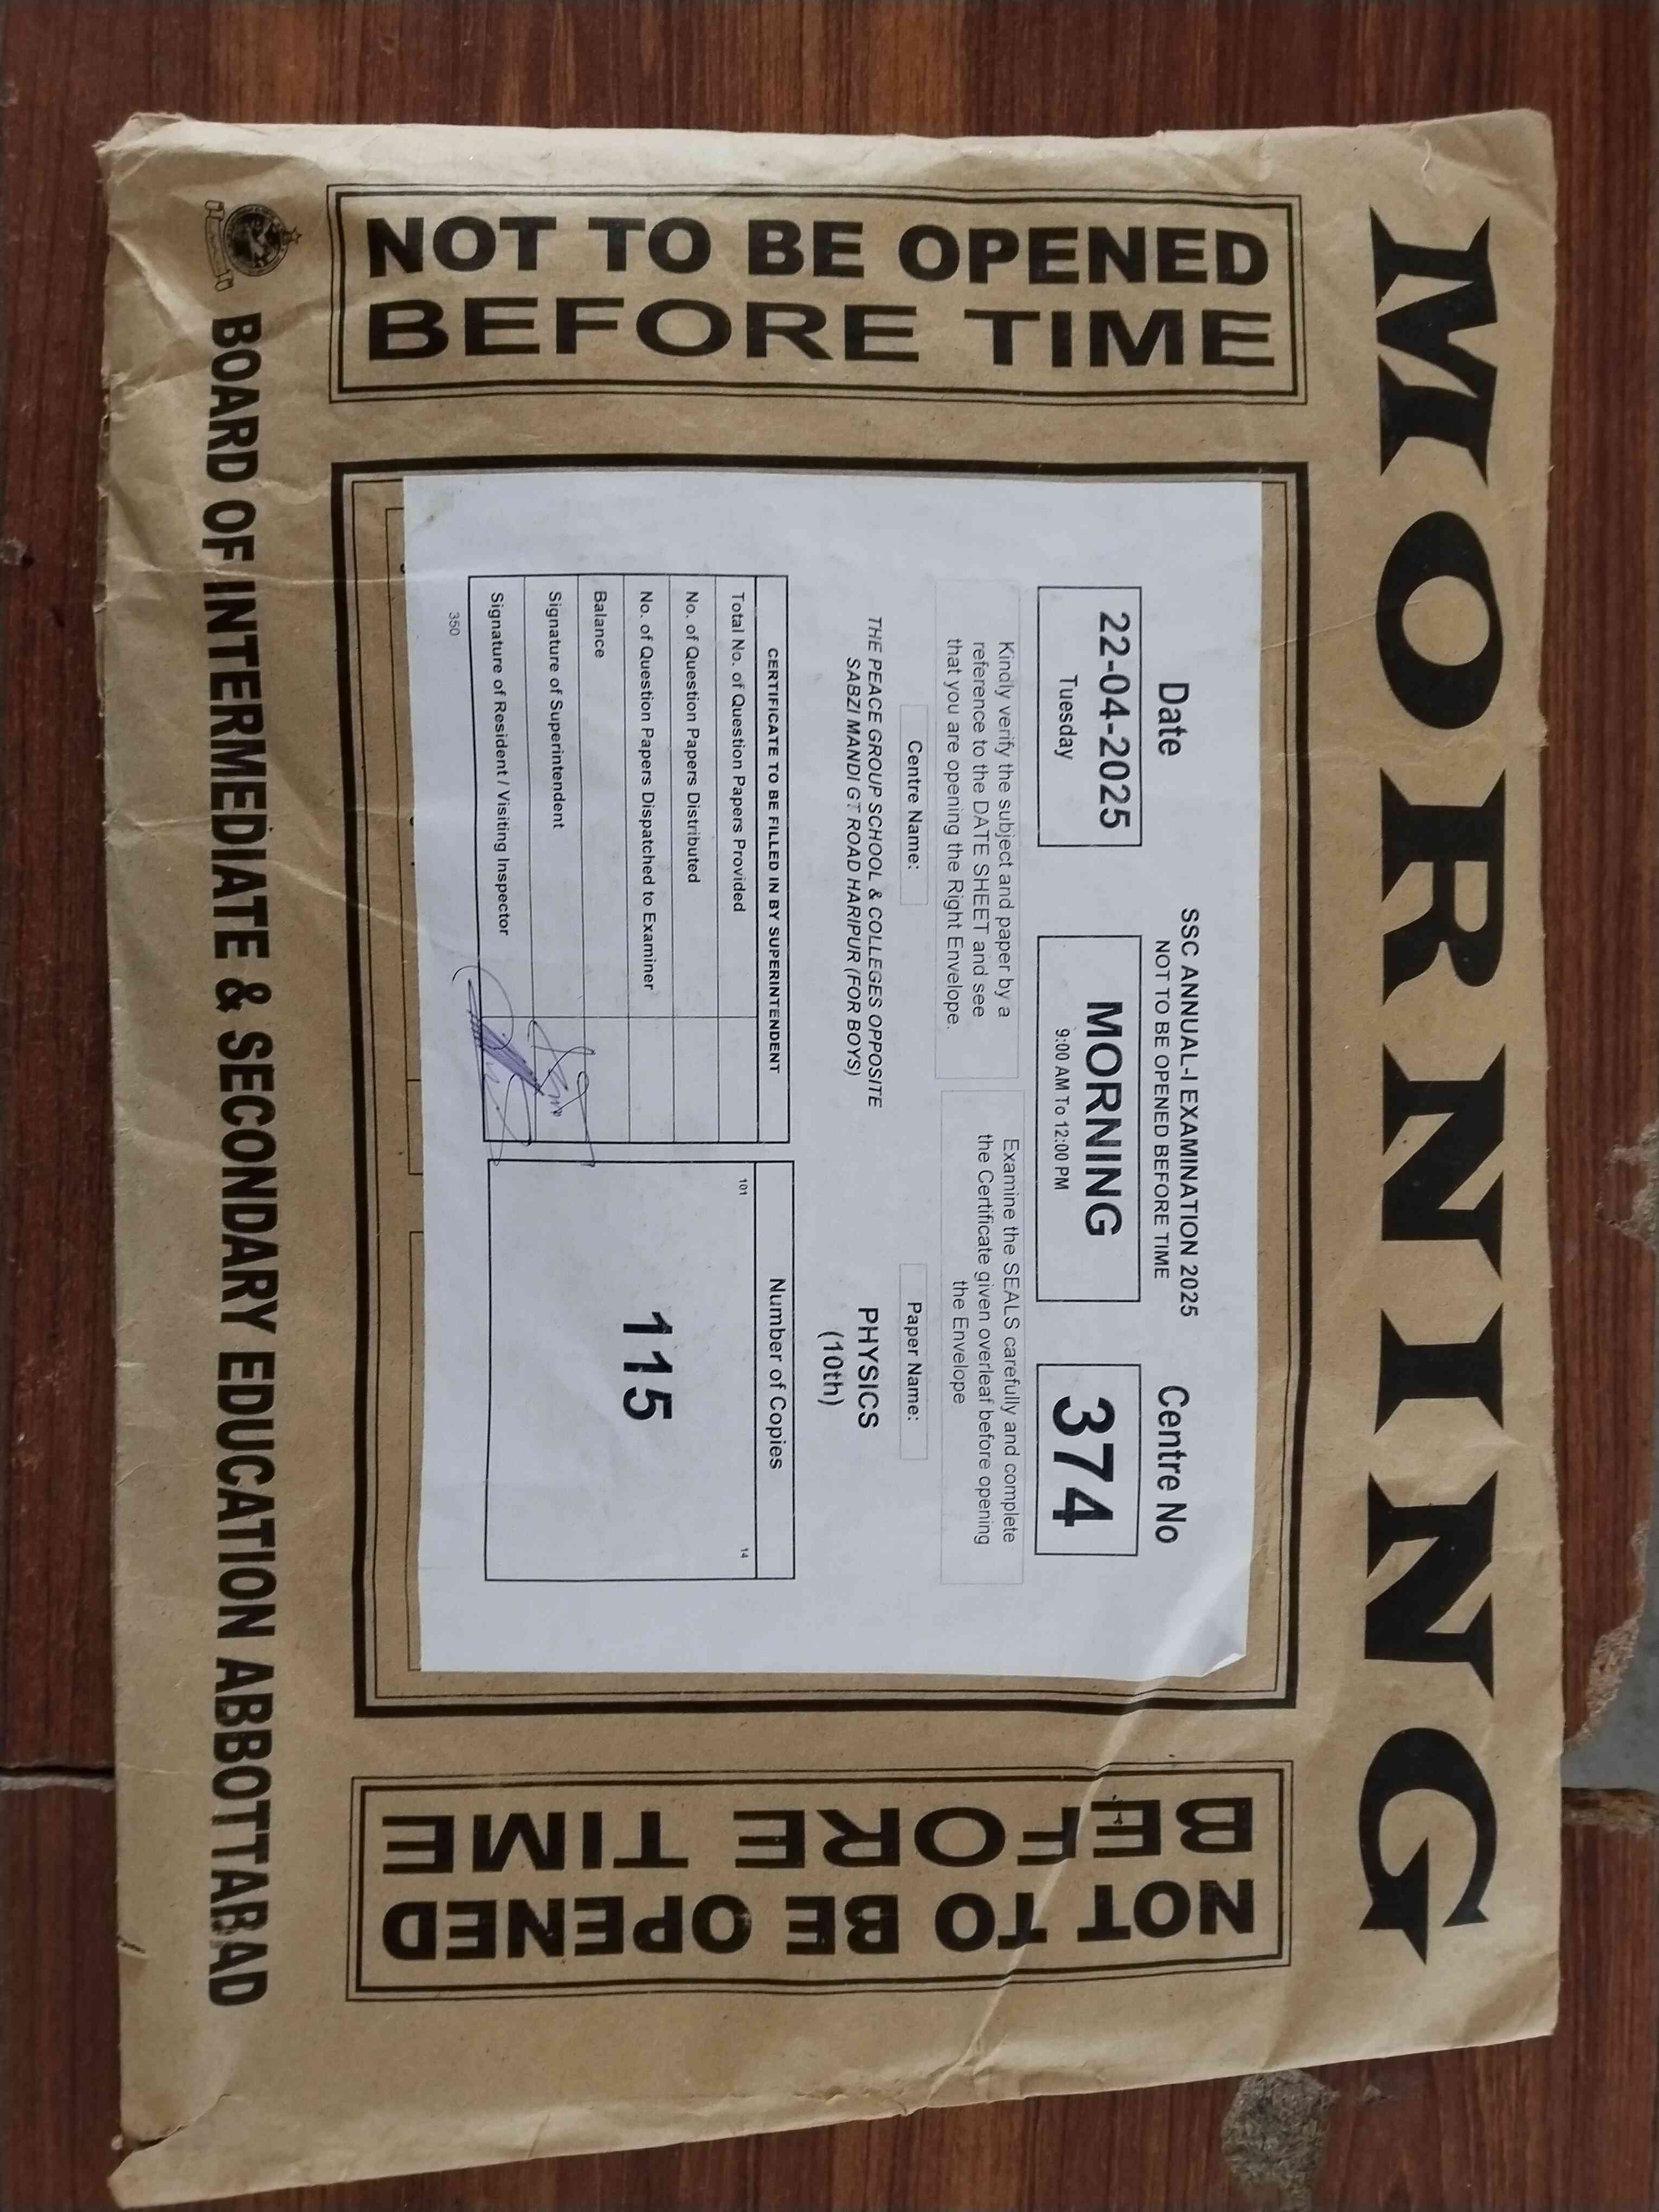 MORNING
NOT TO BE OPENED
BEFORE TIME
Date
SSC ANNUAL-I EXAMINATION 2025
NOT TO BE OPENED BEFORE TIME
Centre No
22-04-2025
Tuesday
MORNING
9:00 AM To 12:00 PM
374
Kindly verify the subject and paper by a
reference to the DATE SHEET and see
that you are opening the Right Envelope.
Examine the SEALS carefully and complete
the Certificate given overleaf before opening
the Envelope
Centre Name:
Paper Name:
THE PEACE GROUP SCHOOL & COLLEGES OPPOSITE
SABZI MANDI GT ROAD HARIPUR (FOR BOYS)
PHYSICS
(10th)
CERTIFICATE TO BE FILLED IN BY SUPERINTENDENT
Total No. of Question Papers Provided
No. of Question Papers Distributed
No. of Question Papers Dispatched to Examiner
Balance
Signature of Superintendent
Signature of Resident / Visiting Inspector
350
Number of Copies
101
14
115
NOT TO BE OPENED
BEFORE TIME
BOARD OF INTERMEDIATE & SECONDARY EDUCATION ABBOTTABAD